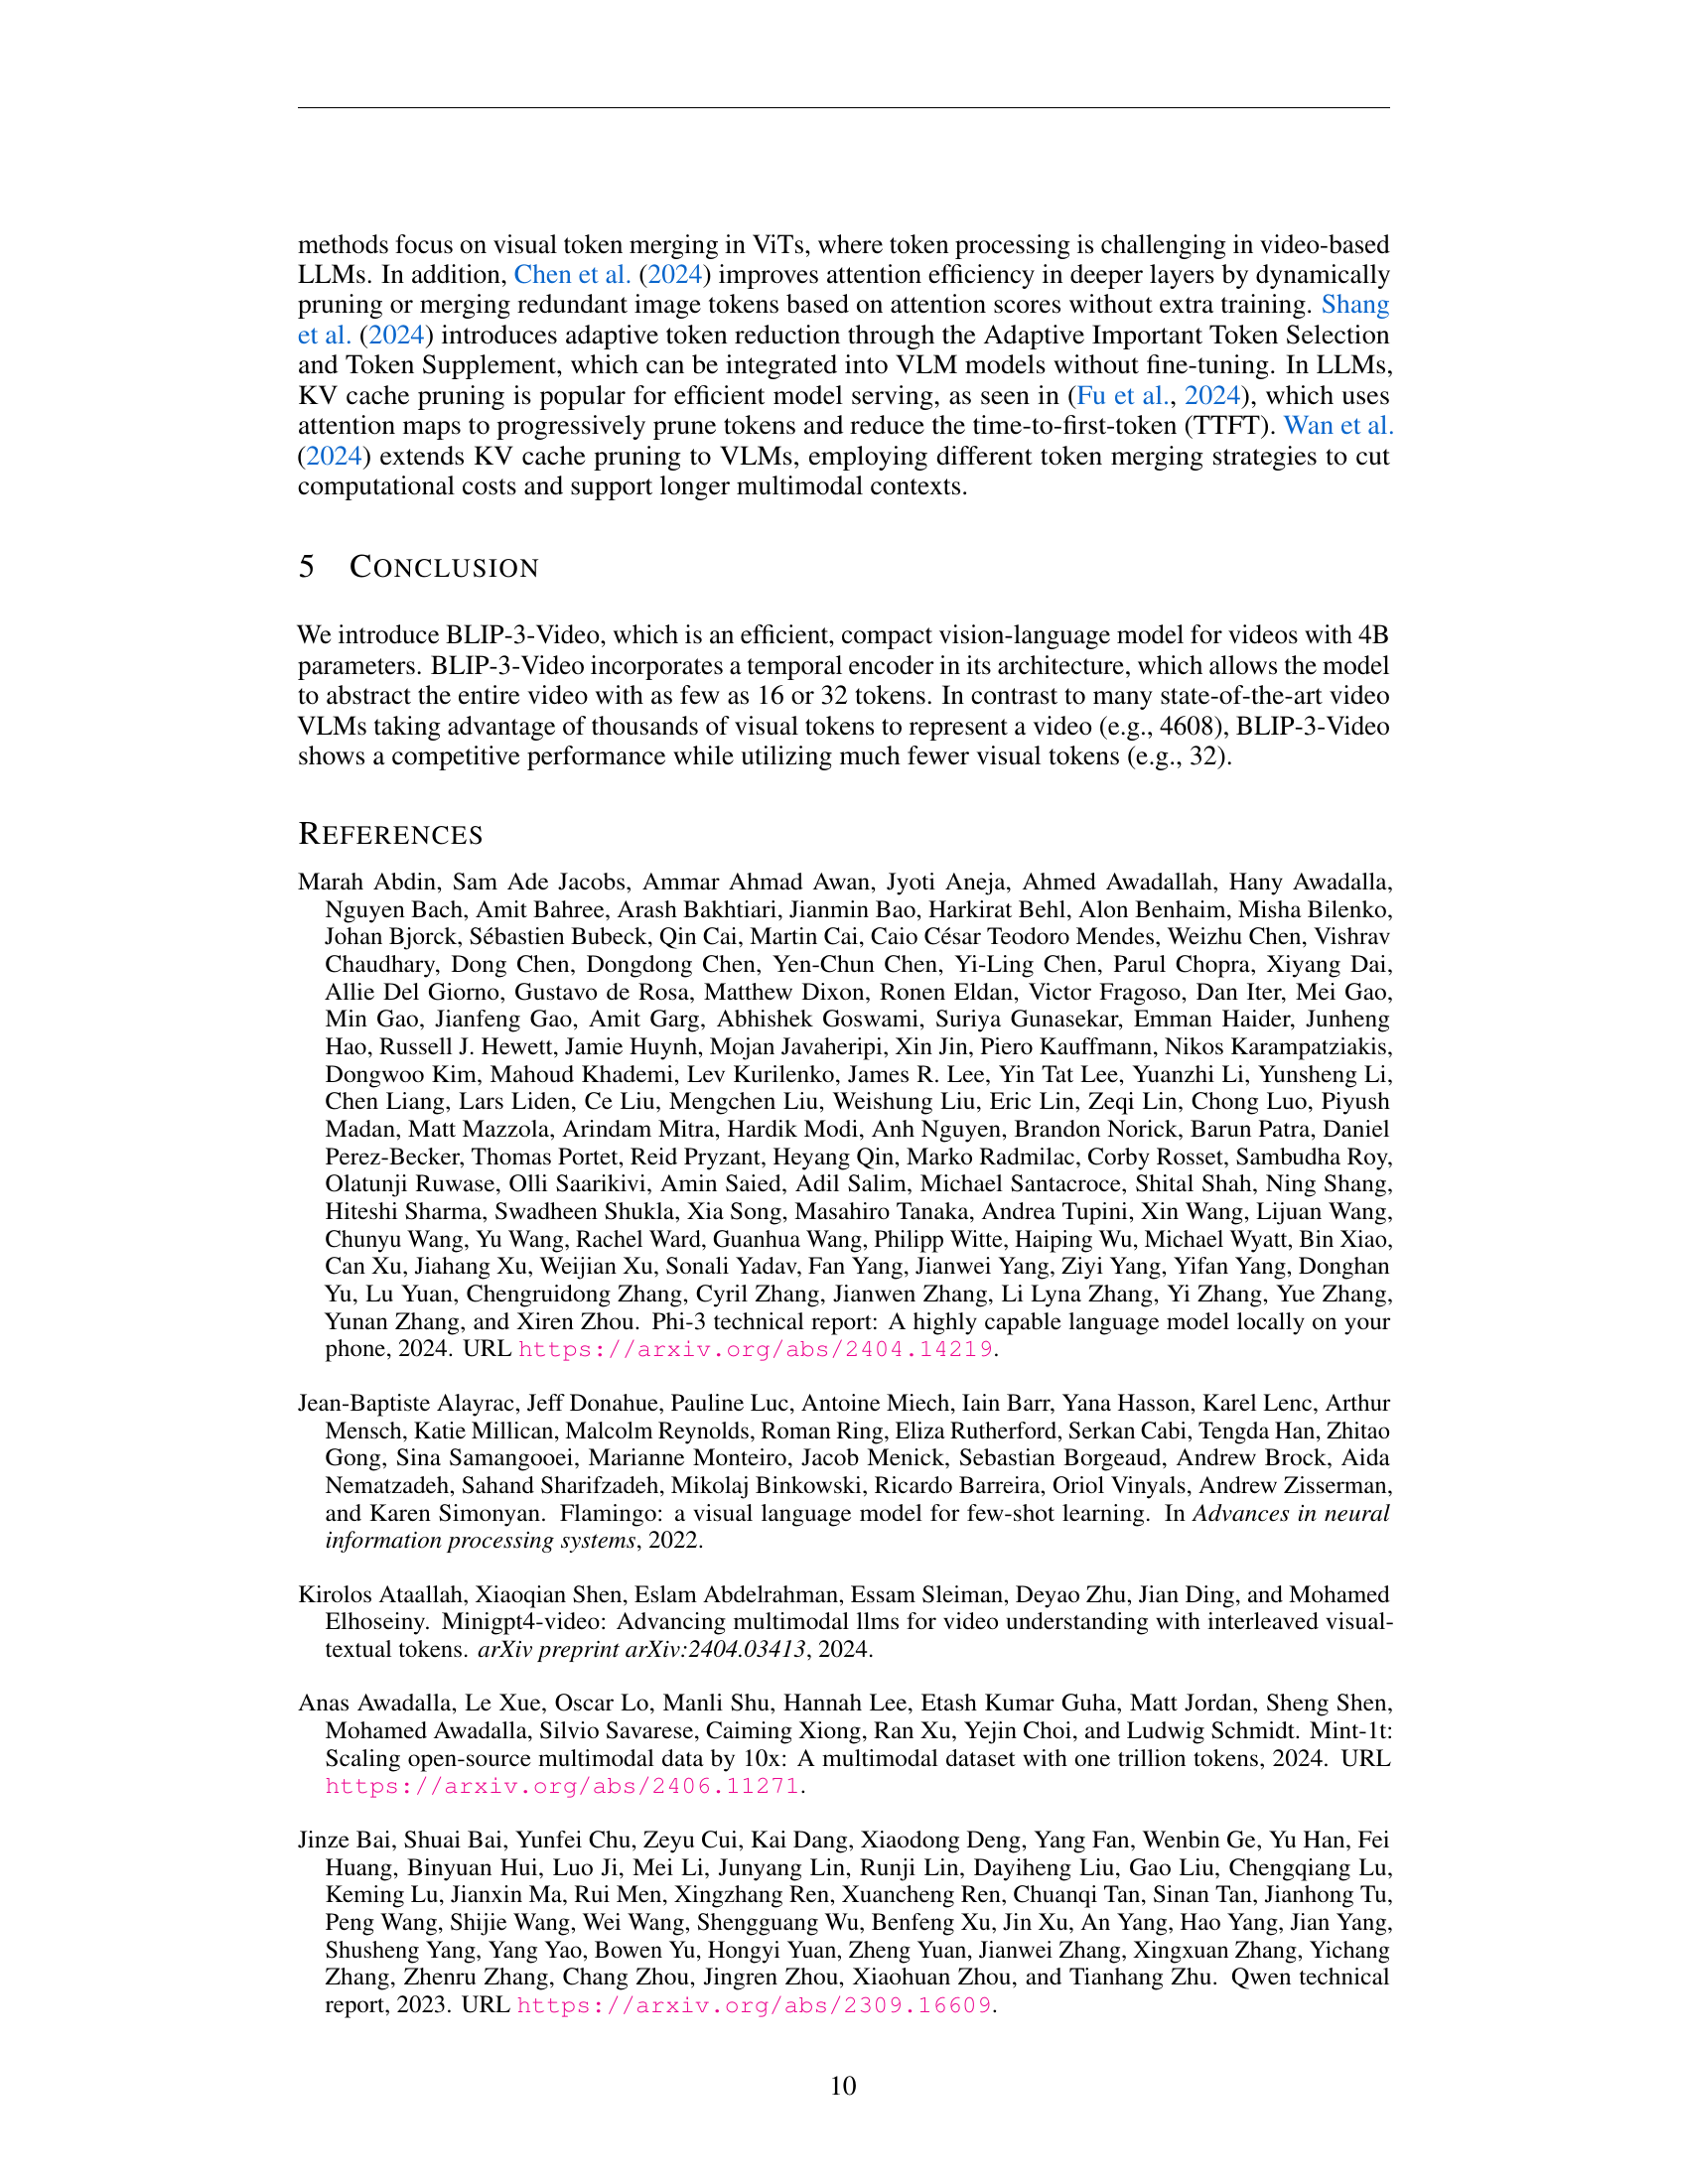 methods focus on visual token merging in ViTs, where token processing is challenging in video-based
LLMs. In addition, Chen et al. (2024) improves attention efficiency in deeper layers by dynamically
pruning or merging redundant image tokens based on attention scores without extra training. Shang
et al. (2024) introduces adaptive token reduction through the Adaptive Important Token Selection
and Token Supplement, which can be integrated into VLM models without fine-tuning. In LLMs,
KV cache pruning is popular for efficient model serving, as seen in (Fu et al., 2024), which uses
attention maps to progressively prune tokens and reduce the time-to-first-token (TTFT). Wan et al.
(2024) extends KV cache pruning to VLMs, employing different token merging strategies to cut
computational costs and support longer multimodal contexts.
5 CONCLUSION
We introduce BLIP-3-Video, which is an efficient, compact vision-language model for videos with 4B
parameters. BLIP-3-Video incorporates a temporal encoder in its architecture, which allows the model
to abstract the entire video with as few as 16 or 32 tokens. In contrast to many state-of-the-art video
VLMs taking advantage of thousands of visual tokens to represent a video (e.g., 4608), BLIP-3-Video
shows a competitive performance while utilizing much fewer visual tokens (e.g., 32).
REFERENCES
Marah Abdin, Sam Ade Jacobs, Ammar Ahmad Awan, Jyoti Aneja, Ahmed Awadallah, Hany Awadalla,
Nguyen Bach, Amit Bahree, Arash Bakhtiari, Jianmin Bao, Harkirat Behl, Alon Benhaim, Misha Bilenko,
Johan Bjorck, Sébastien Bubeck, Qin Cai, Martin Cai, Caio César Teodoro Mendes, Weizhu Chen, Vishrav
Chaudhary, Dong Chen, Dongdong Chen, Yen-Chun Chen, Yi-Ling Chen, Parul Chopra, Xiyang Dai,
Allie Del Giorno, Gustavo de Rosa, Matthew Dixon, Ronen Eldan, Victor Fragoso, Dan Iter, Mei Gao,
Min Gao, Jianfeng Gao, Amit Garg, Abhishek Goswami, Suriya Gunasekar, Emman Haider, Junheng
Hao, Russell J. Hewett, Jamie Huynh, Mojan Javaheripi, Xin Jin, Piero Kauffmann, Nikos Karampatziakis,
Dongwoo Kim, Mahoud Khademi, Lev Kurilenko, James R. Lee, Yin Tat Lee, Yuanzhi Li, Yunsheng Li,
Chen Liang, Lars Liden, Ce Liu, Mengchen Liu, Weishung Liu, Eric Lin, Zeqi Lin, Chong Luo, Piyush
Madan, Matt Mazzola, Arindam Mitra, Hardik Modi, Anh Nguyen, Brandon Norick, Barun Patra, Daniel
Perez-Becker, Thomas Portet, Reid Pryzant, Heyang Qin, Marko Radmilac, Corby Rosset, Sambudha Roy,
Olatunji Ruwase, Olli Saarikivi, Amin Saied, Adil Salim, Michael Santacroce, Shital Shah, Ning Shang,
Hiteshi Sharma, Swadheen Shukla, Xia Song, Masahiro Tanaka, Andrea Tupini, Xin Wang, Lijuan Wang,
Chunyu Wang, Yu Wang, Rachel Ward, Guanhua Wang, Philipp Witte, Haiping Wu, Michael Wyatt, Bin Xiao,
Can Xu, Jiahang Xu, Weijian Xu, Sonali Yadav, Fan Yang, Jianwei Yang, Ziyi Yang, Yifan Yang, Donghan
Yu, Lu Yuan, Chengruidong Zhang, Cyril Zhang, Jianwen Zhang, Li Lyna Zhang, Yi Zhang, Yue Zhang,
Yunan Zhang, and Xiren Zhou. Phi-3 technical report: A highly capable language model locally on your
phone, 2024. URL https://arxiv.org/abs/2404.14219.
Jean-Baptiste Alayrac, Jeff Donahue, Pauline Luc, Antoine Miech, Iain Barr, Yana Hasson, Karel Lenc, Arthur
Mensch, Katie Millican, Malcolm Reynolds, Roman Ring, Eliza Rutherford, Serkan Cabi, Tengda Han, Zhitao
Gong, Sina Samangooei, Marianne Monteiro, Jacob Menick, Sebastian Borgeaud, Andrew Brock, Aida
Nematzadeh, Sahand Sharifzadeh, Mikolaj Binkowski, Ricardo Barreira, Oriol Vinyals, Andrew Zisserman,
and Karen Simonyan. Flamingo: a visual language model for few-shot learning. In Advances in neural
information processing systems, 2022.
Kirolos Ataallah, Xiaoqian Shen, Eslam Abdelrahman, Essam Sleiman, Deyao Zhu, Jian Ding, and Mohamed
Elhoseiny. Minigpt4-video: Advancing multimodal llms for video understanding with interleaved visual-
textual tokens. arXiv preprint arXiv:2404.03413, 2024.
Anas Awadalla, Le Xue, Oscar Lo, Manli Shu, Hannah Lee, Etash Kumar Guha, Matt Jordan, Sheng Shen,
Mohamed Awadalla, Silvio Savarese, Caiming Xiong, Ran Xu, Yejin Choi, and Ludwig Schmidt. Mint-1t:
Scaling open-source multimodal data by 10x: A multimodal dataset with one trillion tokens, 2024. URL
https://arxiv.org/abs/2406.11271.
Jinze Bai, Shuai Bai, Yunfei Chu, Zeyu Cui, Kai Dang, Xiaodong Deng, Yang Fan, Wenbin Ge, Yu Han, Fei
Huang, Binyuan Hui, Luo Ji, Mei Li, Junyang Lin, Runji Lin, Dayiheng Liu, Gao Liu, Chengqiang Lu,
Keming Lu, Jianxin Ma, Rui Men, Xingzhang Ren, Xuancheng Ren, Chuanqi Tan, Sinan Tan, Jianhong Tu,
Peng Wang, Shijie Wang, Wei Wang, Shengguang Wu, Benfeng Xu, Jin Xu, An Yang, Hao Yang, Jian Yang,
Shusheng Yang, Yang Yao, Bowen Yu, Hongyi Yuan, Zheng Yuan, Jianwei Zhang, Xingxuan Zhang, Yichang
Zhang, Zhenru Zhang, Chang Zhou, Jingren Zhou, Xiaohuan Zhou, and Tianhang Zhu. Qwen technical
report, 2023. URL https://arxiv.org/abs/2309.16609.
10